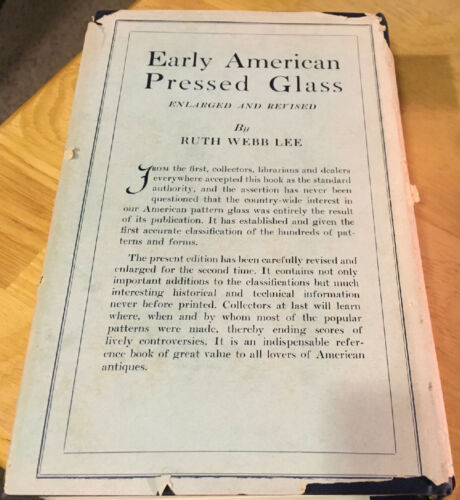 Early American
Pressed Glass
ENLARGED AND REVISED
By
RUTH WEBB LEE
FROM the first, collectors, librarians and dealers
everywhere accepted this book as the standard
authority, and the assertion has never been
questioned that the country-wide interest in
our American pattern glass was entirely the result
of its publication. It has established and given the
first accurate classification of the hundreds of pat-
terns and forms.
The present edition has been carefully revised and
enlarged for the second time. It contains not only
important additions to the classifications but much
interesting historical and technical information
never before printed. Collectors at last will learn
where, when and by whom most of the popular
patterns were made, thereby ending scores of
lively controversies. It is an indispensable refer-
ence book of great value to all lovers of American
antiques.